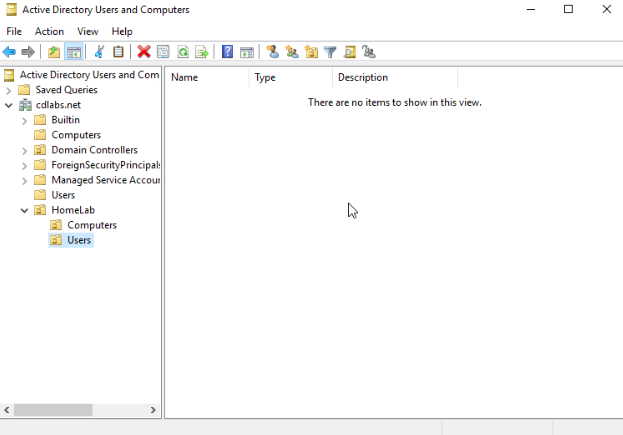 Active Directory Users and Computers
File Action View Help
Active Directory Users and Com
Saved Queries
cdlabs.net
Builtin
Computers
Domain Controllers
ForeignSecurityPrincipals
Managed Service Accour
Users
HomeLab
Computers
Users
Name Type Description
There are no items to show in this view.